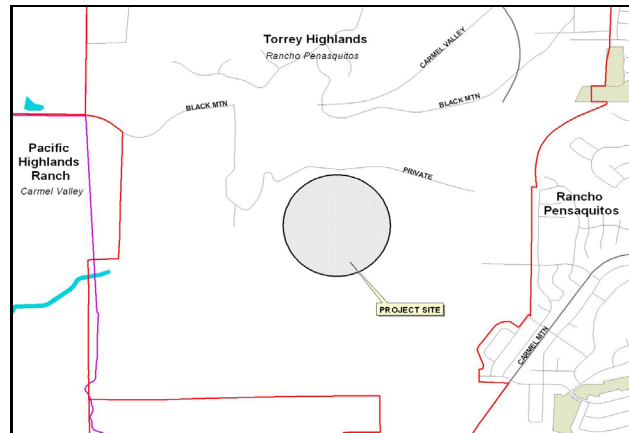 Torrey Highlands
Rancho Penasquitos
CARMEL VALLEY
BLACK MTN
BLACK MTN
Pacific
Highlands
Ranch
Carmel Valley
PRIVATE
Rancho
Pensaquitos
PROJECT SITE
CARMEL MTN